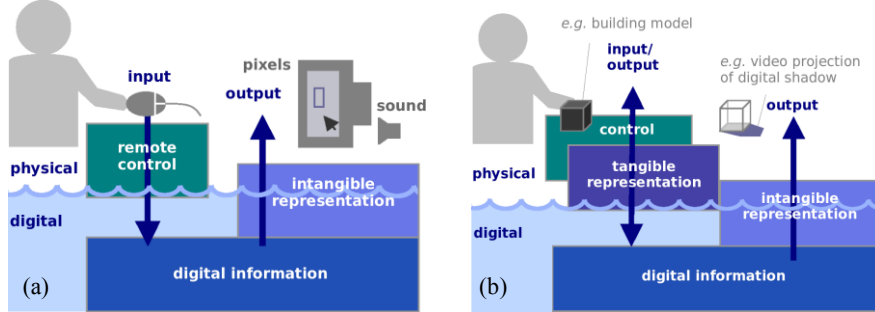 input
pixels
output
sound
remote
control
physical
intangible
representation
digital
digital information
(a)
e.g. building model
input/
output
e.g. video projection
of digital shadow
output
control
physical
tangible
representation
intangible
representation
digital
digital information
(b)